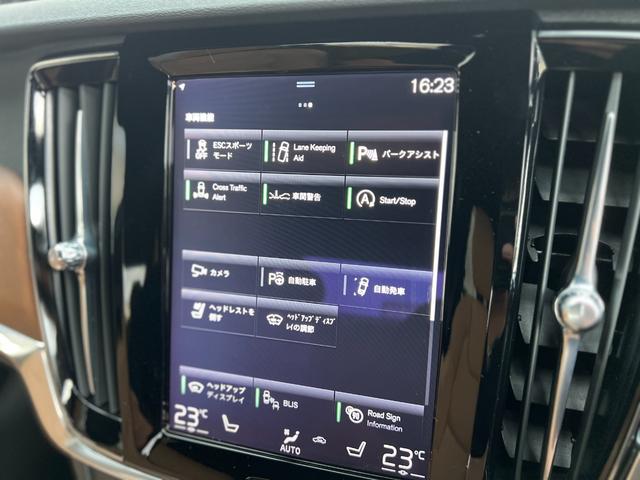 16:23
車両機能
ESCスポーツ
モード
OFF
Lane Keeping
Aid
P
パークアシスト
Cross Traffic
Alert
車間警告
A
Start/Stop
カメラ
P
自動駐車
自動発車
ヘッドレストを
倒す
ヘッドアップディスプ
レイの調節
ヘッドアップ
ディスプレイ
BLIS
Road Sign
Information
23°C
AUTO
23°C